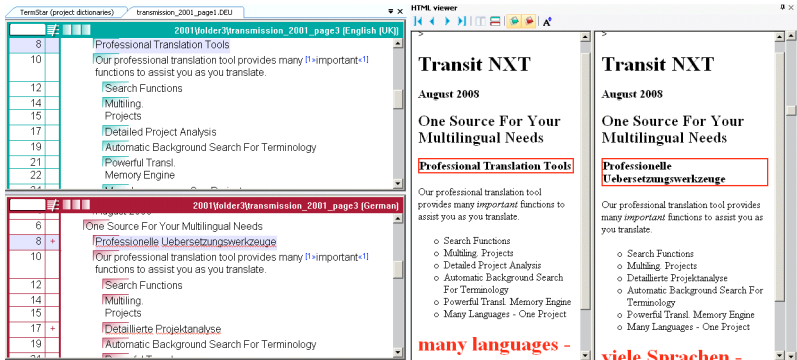 TermStar (project dictionaries)
transmission_2001_page1.DEU
2001\folder3\transmission_2001_page3 (English (UK))
8 Professional Translation Tools
10 Our professional translation tool provides many [1>important<1]
functions to assist you as you translate.
12 Search Functions
14 Multiling.
15 Projects
17 Detailed Project Analysis
19 Automatic Background Search For Terminology
21 Powerful Transl.
22 Memory Engine
2001\folder3\transmission_2001_page3 (German)
6 One Source For Your Multilingual Needs
8 + Professionelle Uebersetzungswerkzeuge
10 Our professional translation tool provides many [1>important<1]
functions to assist you as you translate.
12 Search Functions
14 Multiling.
15 Projects
17 + Detaillierte Projektanalyse
19 Automatic Background Search For Terminology
HTML viewer
>
Transit NXT
August 2008
One Source For Your
Multilingual Needs
Professional Translation Tools
Our professional translation tool
provides many important functions to
assist you as you translate.
o Search Functions
o Multiling. Projects
o Detailed Project Analysis
o Automatic Background Search
For Terminology
o Powerful Transl. Memory Engine
o Many Languages - One Project
many languages -
>
Transit NXT
August 2008
One Source For Your
Multilingual Needs
Professionelle
Uebersetzungswerkzeuge
Our professional translation tool
provides many important functions to
assist you as you translate.
o Search Functions
o Multiling. Projects
o Detaillierte Projektanalyse
o Automatic Background Search For
Terminology
o Powerful Transl. Memory Engine
o Many Languages - One Project
viele Sprachen -